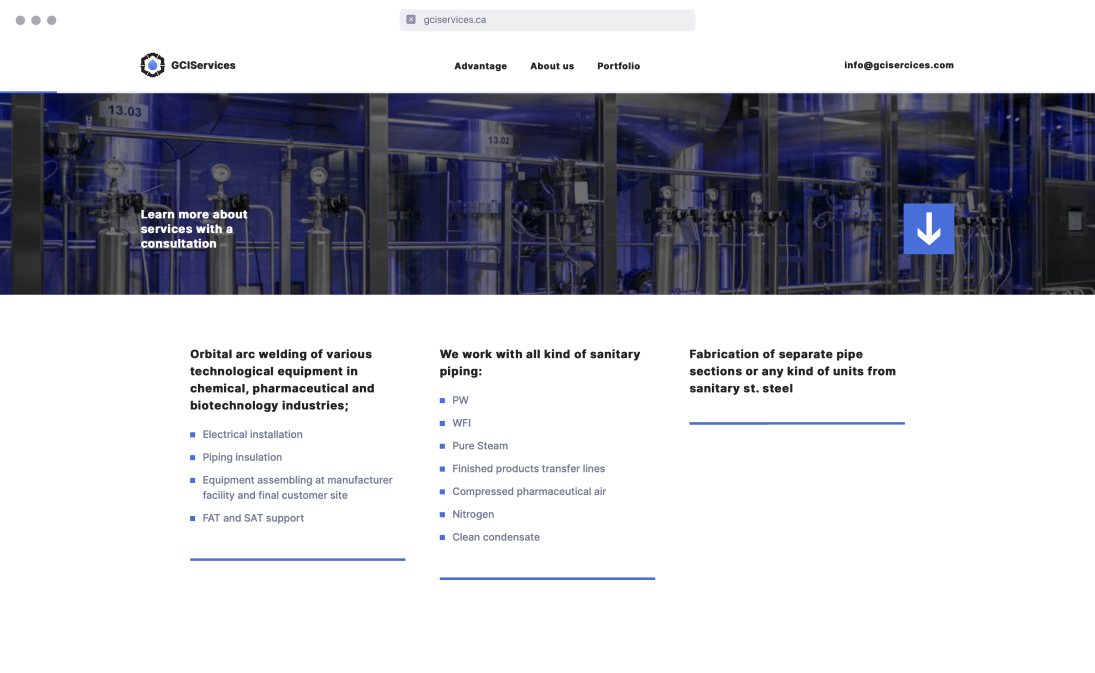 gciservices.ca
GCIServices
Advantage
About us
Portfolio
info@gcisercices.com
13.03
13.02
Learn more about
services with a
consultation
Orbital arc welding of various
technological equipment in
chemical, pharmaceutical and
biotechnology industries;
Electrical installation
Piping insulation
Equipment assembling at manufacturer
facility and final customer site
FAT and SAT support
We work with all kind of sanitary
piping:
PW
WFI
Pure Steam
Finished products transfer lines
Compressed pharmaceutical air
Nitrogen
Clean condensate
Fabrication of separate pipe
sections or any kind of units from
sanitary st. steel